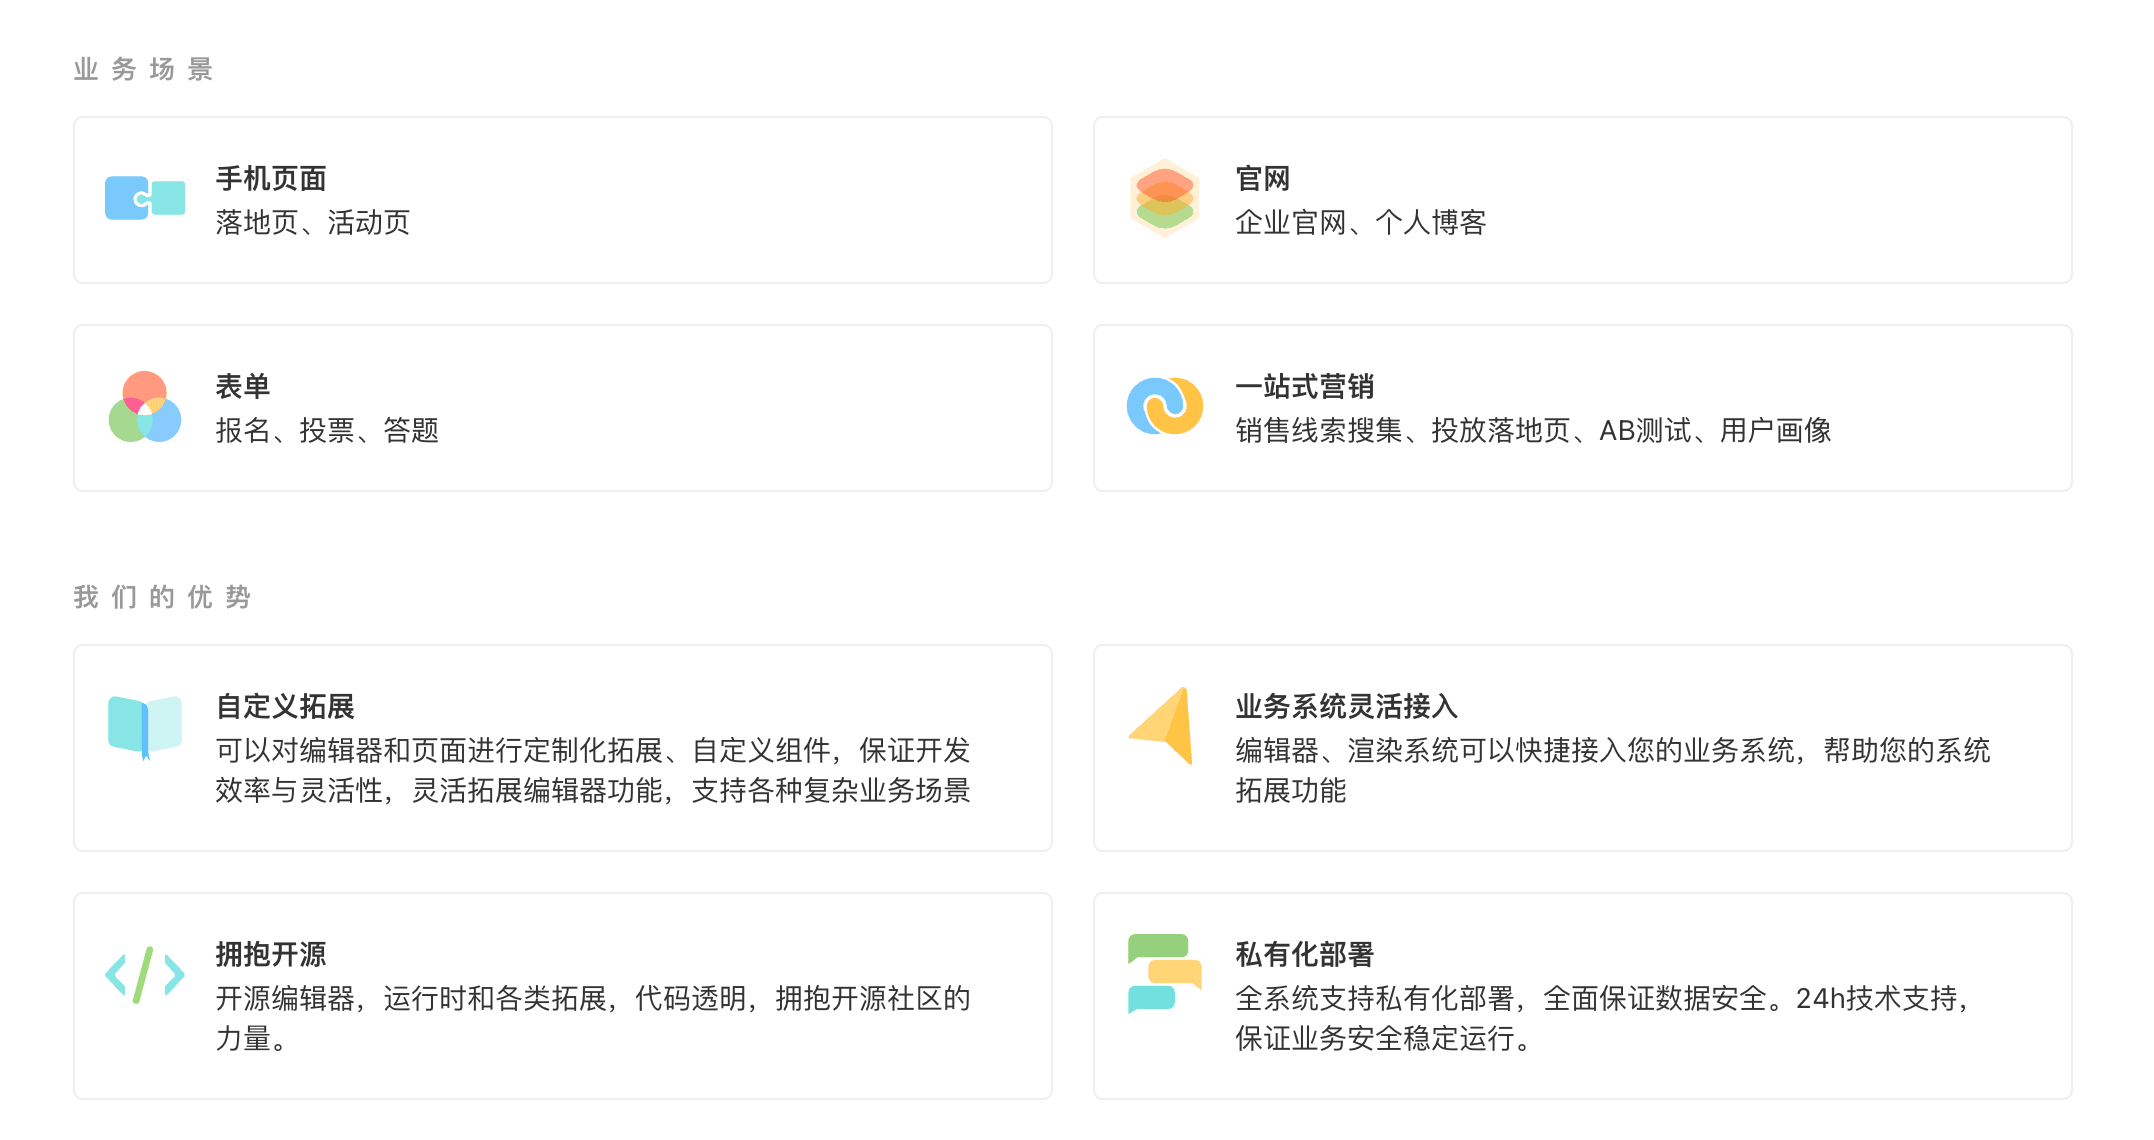 业务场景
手机页面
落地页、活动页
官网
企业官网、个人博客
表单
报名、投票、答题
一站式营销
销售线索搜集、投放落地页、AB测试、用户画像
我们的优势
自定义拓展
可以对编辑器和页面进行定制化拓展、自定义组件，保证开发
效率与灵活性，灵活拓展编辑器功能，支持各种复杂业务场景
业务系统灵活接入
编辑器、渲染系统可以快捷接入您的业务系统，帮助您的系统
拓展功能
拥抱开源
开源编辑器，运行时和各类拓展，代码透明，拥抱开源社区的
力量。
私有化部署
全系统支持私有化部署，全面保证数据安全。24h技术支持，
保证业务安全稳定运行。